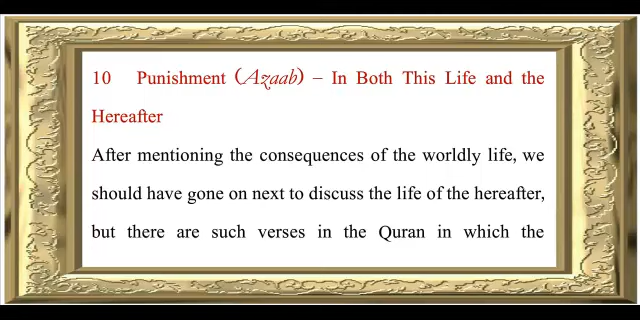 10 Punishment (Azaab) – In Both This Life and the
Hereafter
After mentioning the consequences of the worldly life, we
should have gone on next to discuss the life of the hereafter,
but there are such verses in the Quran in which the